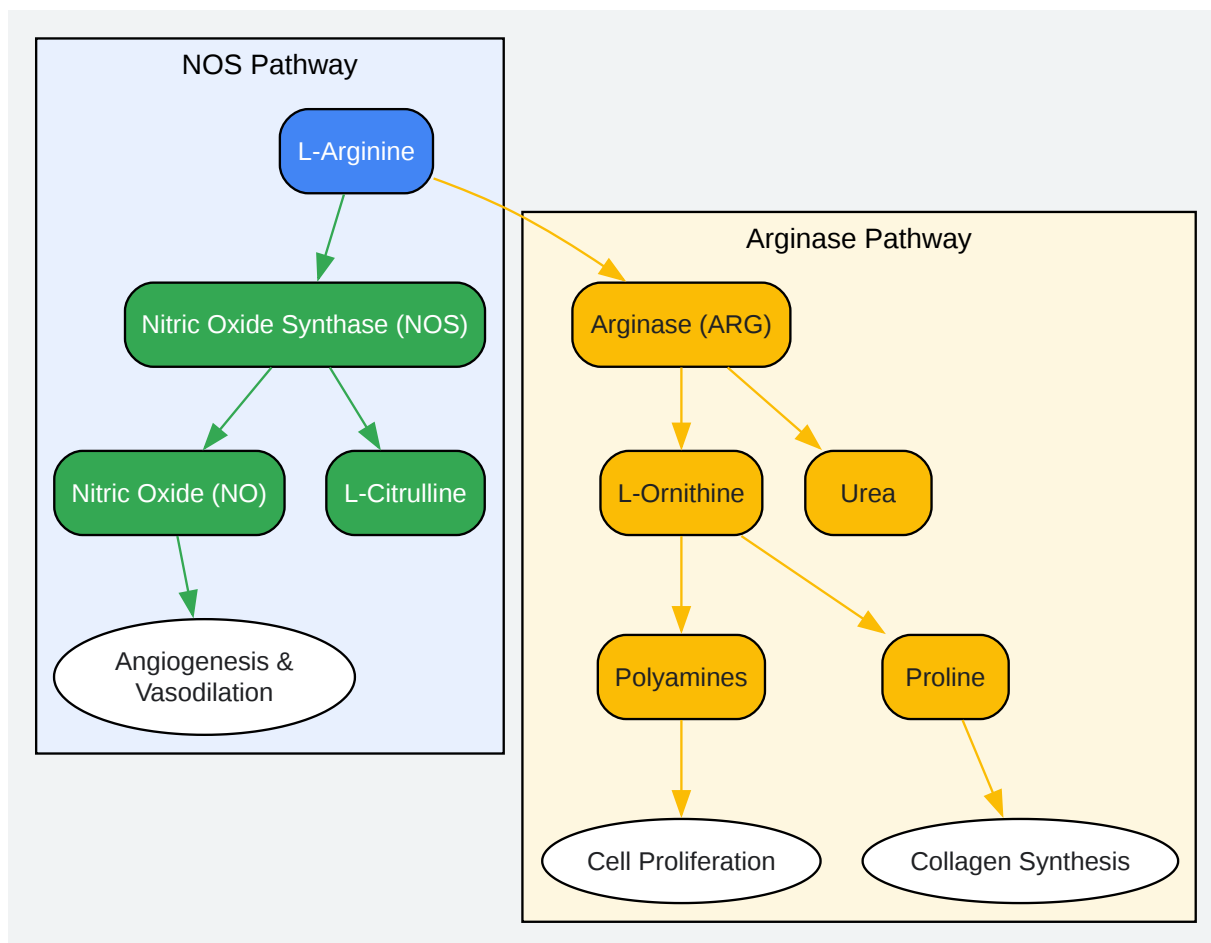 NOS Pathway
L-Arginine
Arginase Pathway
Nitric Oxide Synthase (NOS)
Arginase (ARG)
Nitric Oxide (NO)
L-Citrulline
L-Ornithine
Urea
Angiogenesis &
Vasodilation
Polyamines
Proline
Cell Proliferation
Collagen Synthesis